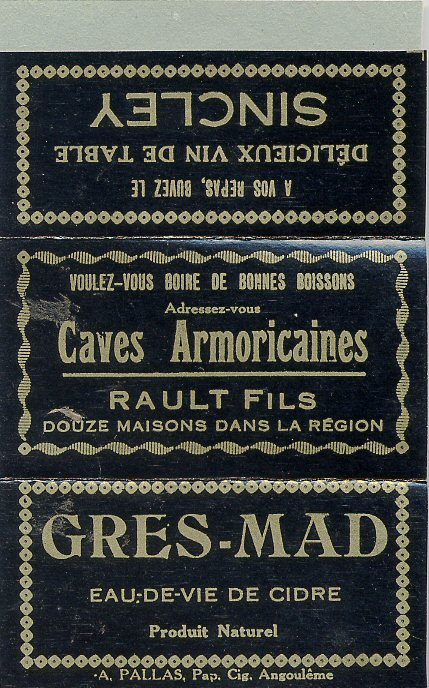 A VOS REPAS, BUVEZ LE
DÉLICIEUX VIN DE TABLE
SINCLEY
VOULEZ-VOUS BOIRE DE BONNES BOISSONS
Adressez-vous
Caves Armoricaines
RAULT FILS
DOUZE MAISONS DANS LA RÉGION
GRES-MAD
EAU-DE-VIE DE CIDRE
Produit Naturel
A. PALLAS, Pap. Cig. Angoulême